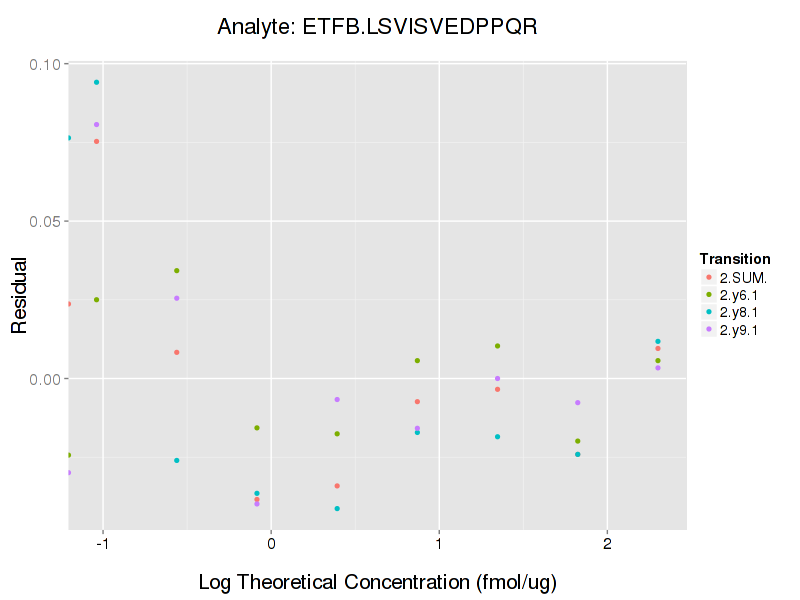 Analyte: ETFB.LSVISVEDPPQR
0.10
0.05
0.00
Residual
-1
0
1
2
Log Theoretical Concentration (fmol/ug)
Transition
2.SUM.
2.y6.1
2.y8.1
2.y9.1